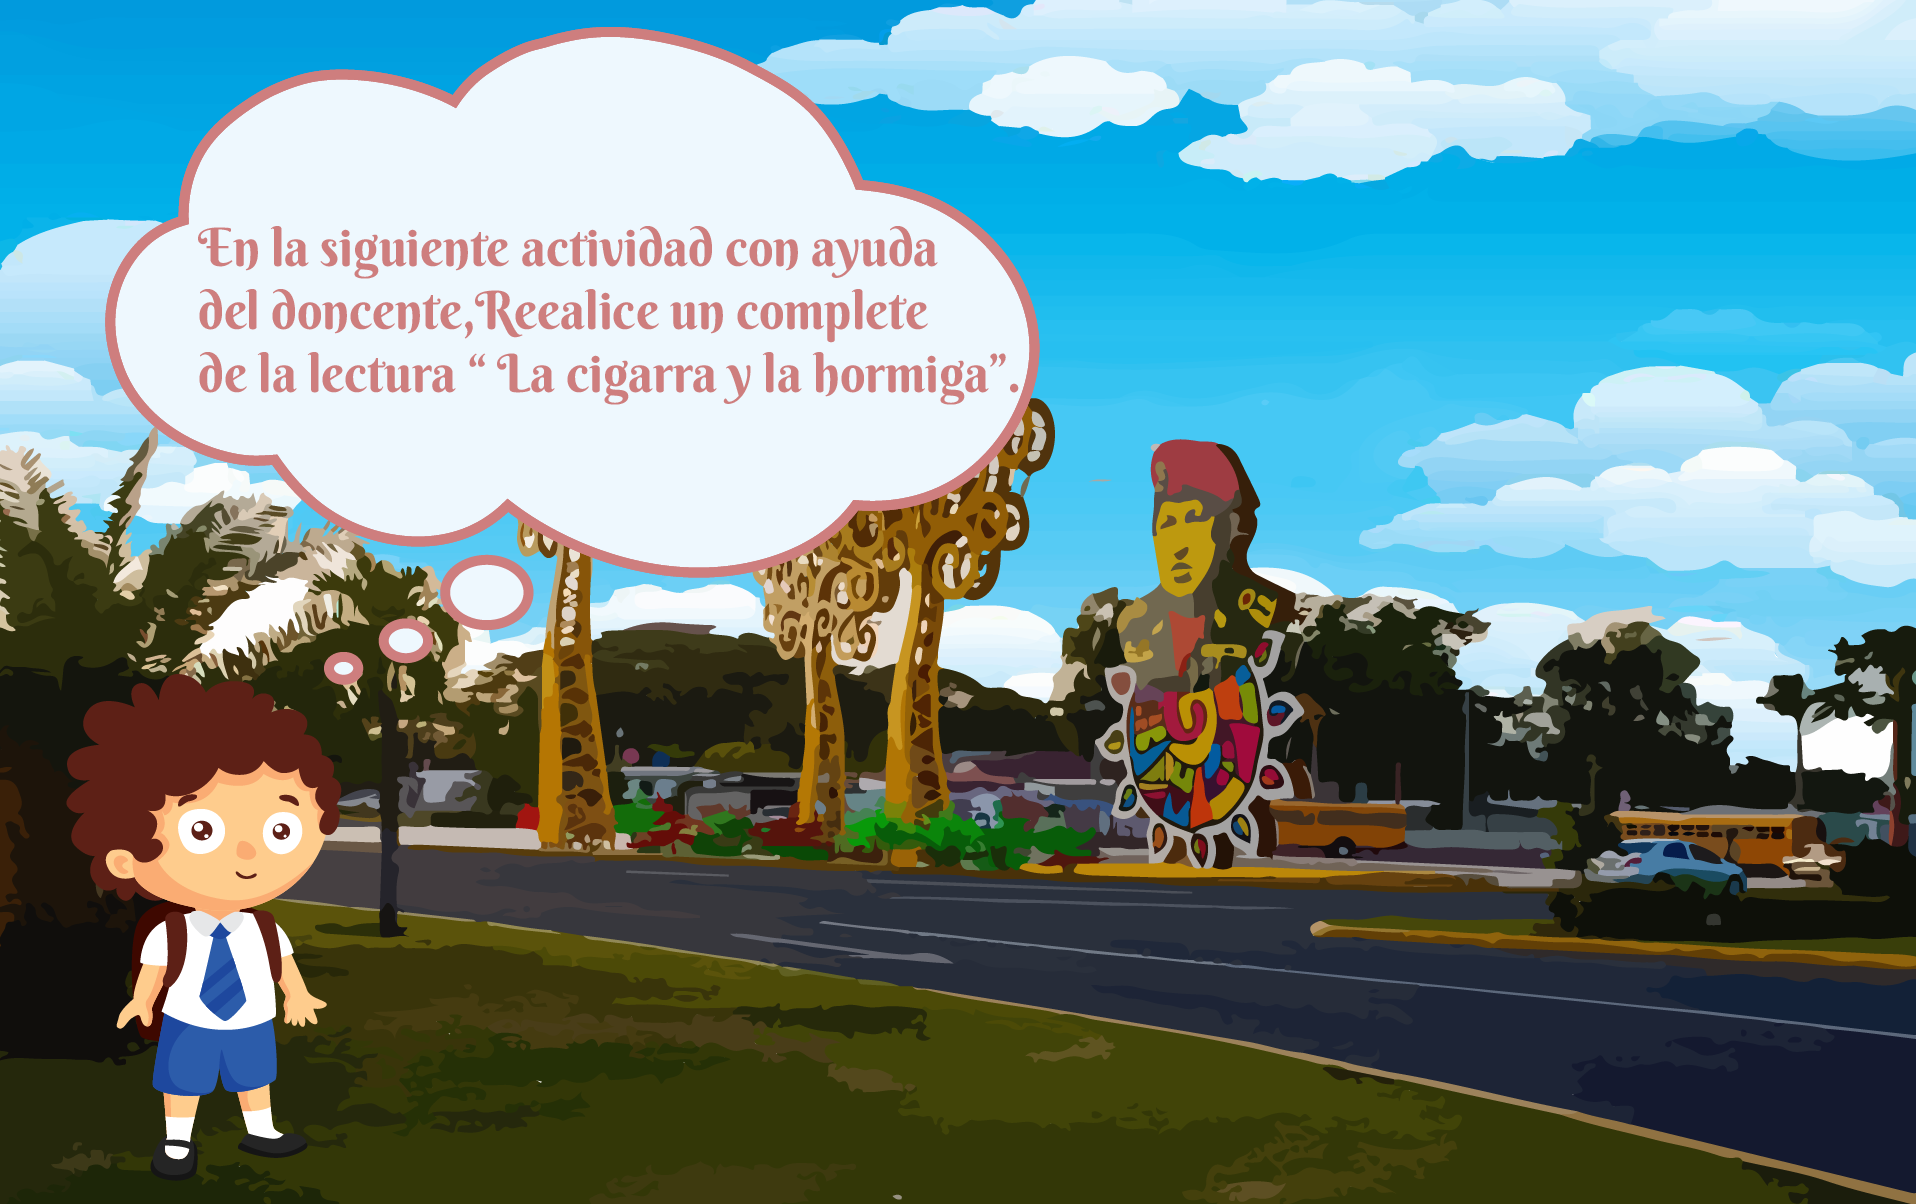 En la siguiente actividad con ayuda
del doncente,Reealice un complete
de la lectura “ La cigarra y la hormiga”.